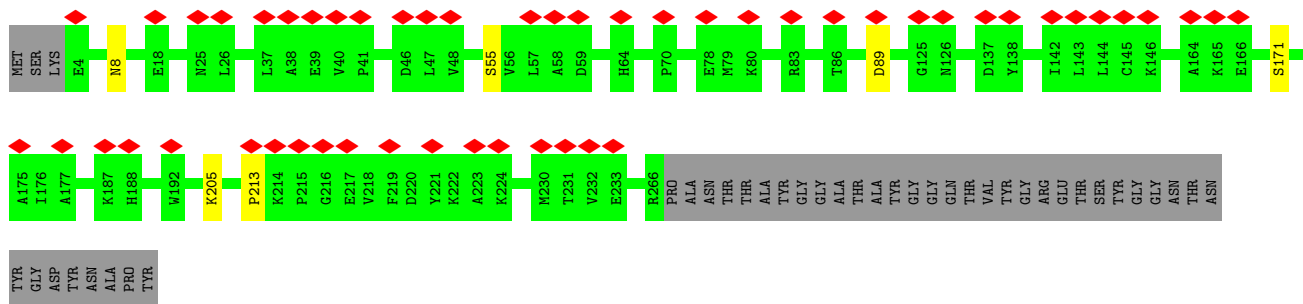 MET SER LYS E4 N8 E18 N25 L26 L37 A38 E39 V40 P41 D46 L47 V48 S55 V56 L57 A58 D59 H64 P70 E78 M79 K80 R83 T86 D89 G125 N126 D137 Y138 I142 L143 L144 C145 K146 A164 K165 E166 S171
A175 I176 A177 K187 H188 W192 K205 P213 K214 P215 G216 E217 V218 F219 D220 Y221 K222 A223 K224 M230 T231 V232 E233 R266 PRO ALA ASN THR THR ALA TYR GLY GLY ALA THR ALA TYR GLY GLY GLN THR VAL TYR GLY ARG GLU THR SER TYR GLY GLY ASN THR ASN
TYR GLY ASP TYR ASN ALA PRO TYR